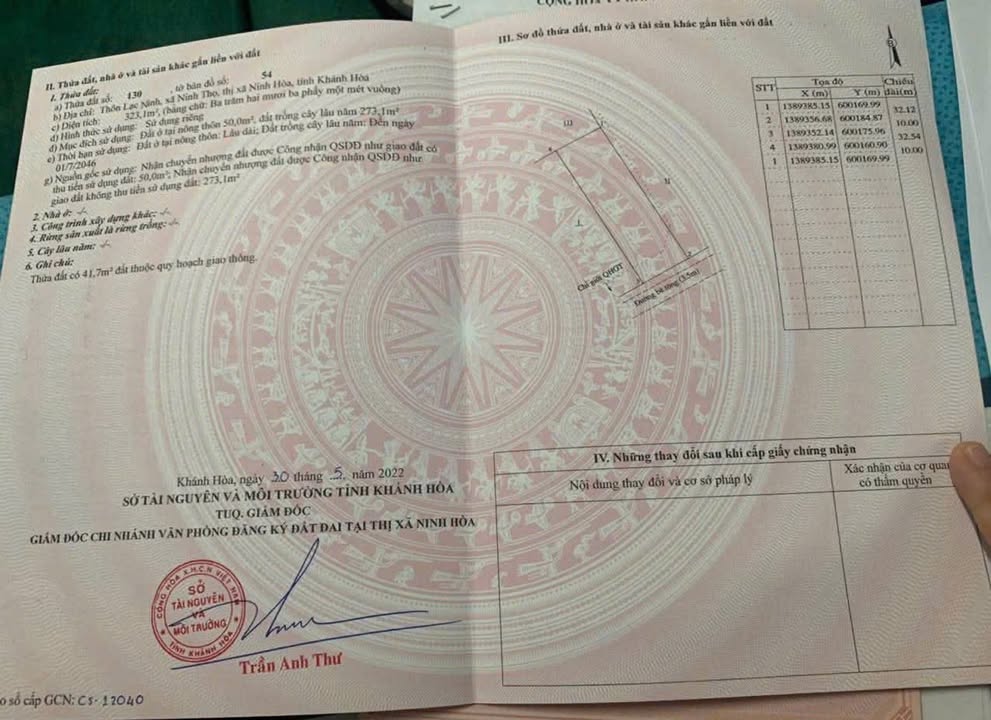 II. Thửa đất, nhà ở và tài sản khác gắn liền với đất
1. Thửa đất:
a) Thửa đất số: 130 , tờ bản đồ số: 54
b) Địa chỉ: Thôn Lạc Ninh, xã Ninh Thọ, thị xã Ninh Hòa, tỉnh Khánh Hòa
c) Diện tích: 323,1m², (bằng chữ: Ba trăm hai mươi ba phẩy một mét vuông)
d) Hình thức sử dụng: Sử dụng riêng
đ) Mục đích sử dụng: Đất ở tại nông thôn 50,0m², đất trồng cây lâu năm 273,1m²
e) Thời hạn sử dụng: Đất ở tại nông thôn: Lâu dài; Đất trồng cây lâu năm: Đến ngày
01/7/2046
g) Nguồn gốc sử dụng: Nhận chuyển nhượng đất được Công nhận QSDĐ như giao đất có
thu tiền sử dụng đất: 50,0m²; Nhận chuyển nhượng đất được Công nhận QSDĐ như
giao đất không thu tiền sử dụng đất: 273,1m²
2. Nhà ở: -/-
3. Công trình xây dựng khác: -/-
4. Rừng sản xuất là rừng trồng: -/-
5. Cây lâu năm: -/-
6. Ghi chú:
Thửa đất có 41,7m² đất thuộc quy hoạch giao thông.
Khánh Hòa, ngày 30 tháng 5. năm 2022
SỞ TÀI NGUYÊN VÀ MÔI TRƯỜNG TỈNH KHÁNH HÒA
TUQ. GIÁM ĐỐC
GIÁM ĐỐC CHI NHÁNH VĂN PHÒNG ĐĂNG KÝ ĐẤT ĐAI TẠI THỊ XÃ NINH HÒA
CỘNG HÒA X.H.C.N VIỆT NAM
SỞ
TÀI NGUYÊN
VÀ
MÔI TRƯỜNG
TỈNH KHÁNH HÒA
Trần Anh Thư
o sổ cấp GCN: CS-12040
III. Sơ đồ thửa đất, nhà ở và tài sản khác gắn liền với đất
STT Tọa độ Chiều dài(m)
X (m) Y (m)
1 1389385.15 600169.99
32.12
2 1389356.68 600184.87
10.00
3 1389352.14 600175.96
32.54
4 1389380.99 600160.90
10.00
1 1389385.15 600169.99
Chỉ giới QHGT
Đường bê tông (3.5m)
IV. Những thay đổi sau khi cấp giấy chứng nhận
Nội dung thay đổi và cơ sở pháp lý
Xác nhận của cơ quan
có thẩm quyền